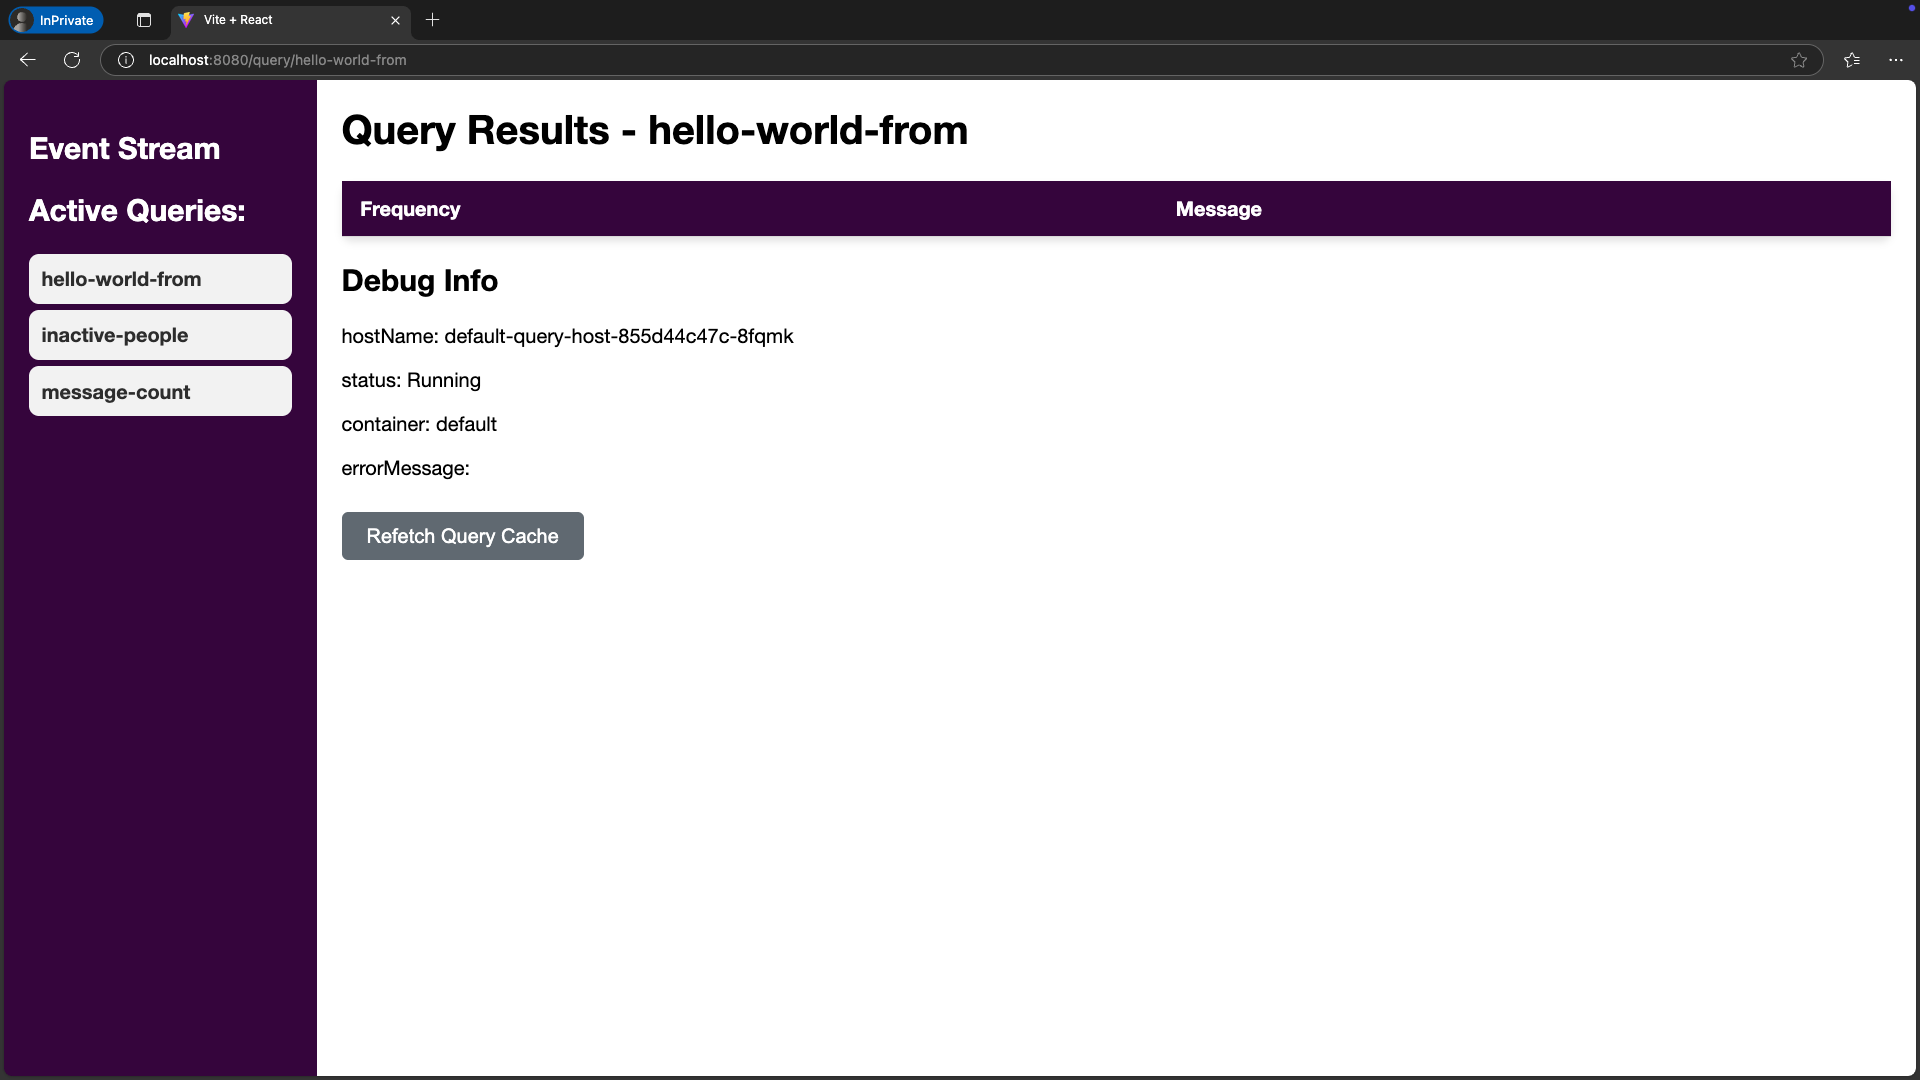 InPrivate
Vite + React
localhost:8080/query/hello-world-from
Event Stream
Active Queries:
hello-world-from
inactive-people
message-count
Query Results - hello-world-from
Frequency Message
Debug Info
hostName: default-query-host-855d44c47c-8fqmk
status: Running
container: default
errorMessage:
Refetch Query Cache